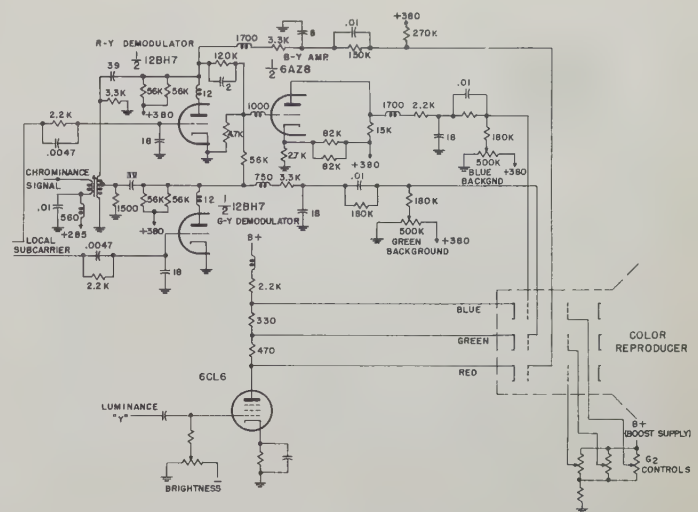 +380
.01
8
1700
3.3K
270K
R-Y DEMODULATOR
B-Y AMP.
150K
1/2 12BH7
120K
1/2 6AZ8
39
.01
2
3.3K
56K
56K
12
1000
1700
2.2K
2.2K
+380
18
.0047
82K
15K
18
180K
27K
56K
82K
+380
500K
CHROMINANCE
SIGNAL
39
750
3.3K
.01
BLUE BACKGND
+380
1500
56K
56K
12
1/2 12BH7
180K
.01
560
+380
G-Y DEMODULATOR
18
180K
500K
+285
LOCAL
SUBCARRIER
.0047
B+
GREEN
BACKGROUND
+380
18
2.2K
2.2K
BLUE
330
GREEN
COLOR
REPRODUCER
470
RED
6CL6
LUMINANCE
"Y"
B+
(BOOST SUPPLY)
G2
CONTROLS
BRIGHTNESS